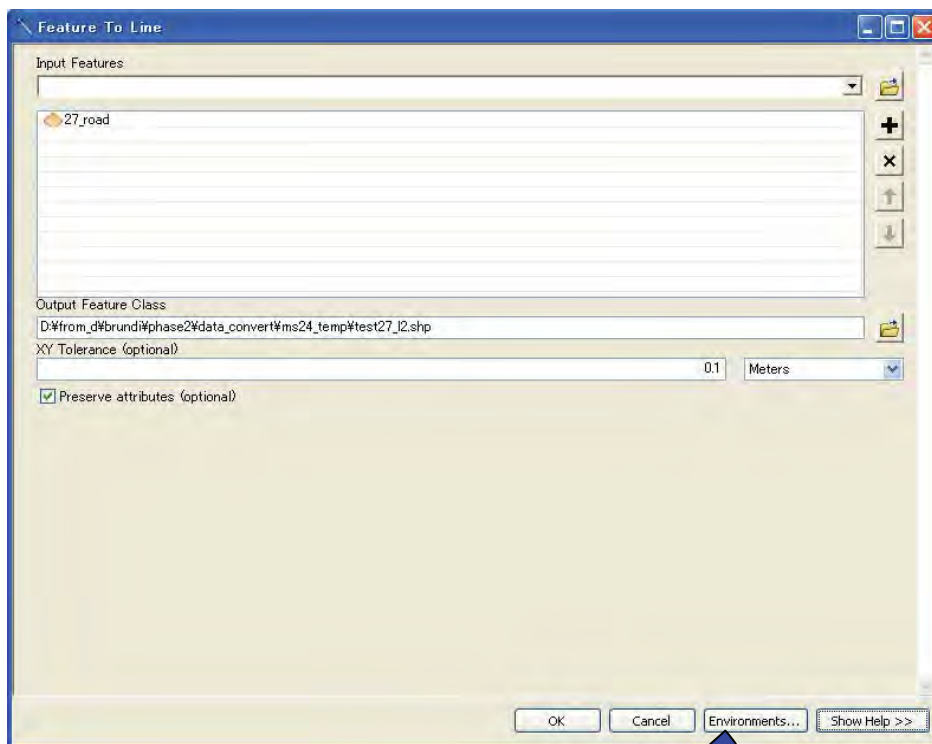 Feature To Line
Input Features
27_road
Output Feature Class
D:¥from_d¥brundi¥phase2¥data_convert¥ms24_temp¥test27_l2.shp
XY Tolerance (optional)
0.1 Meters
Preserve attributes (optional)
OK Cancel Environments... Show Help >>